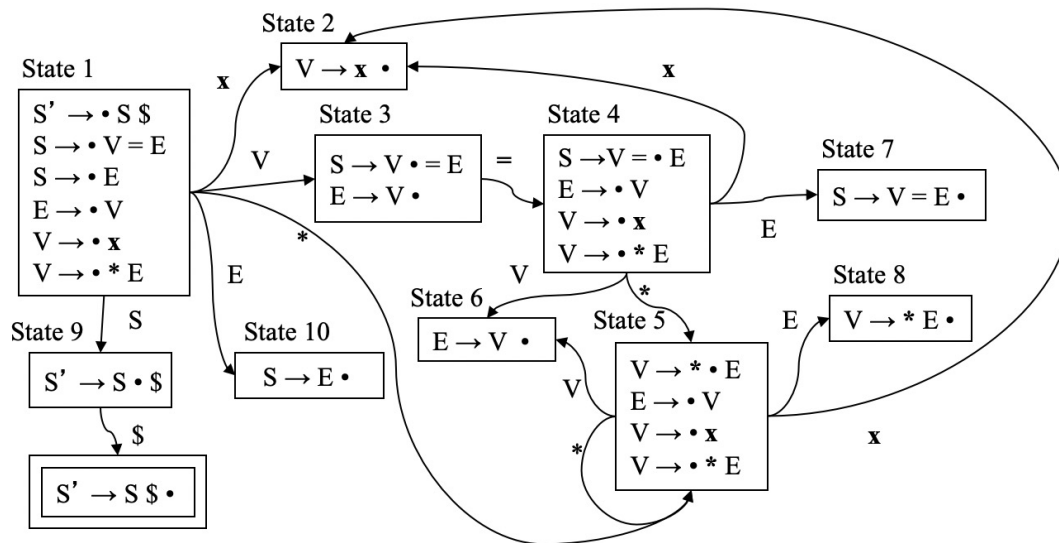 State 1
S' → • S $
S → • V = E
S → • E
E → • V
V → • x
V → • * E
State 2
V → x •
x
x
State 3
S → V • = E
E → V •
V
=
State 4
S → V = • E
E → • V
V → • x
V → • * E
State 7
S → V = E •
E
*
E
V
*
State 6
E → V •
State 5
V → * • E
E → • V
V → • x
V → • * E
V
*
State 8
V → * E •
E
x
S
State 9
S' → S • $
State 10
S → E •
$
S' → S $ •